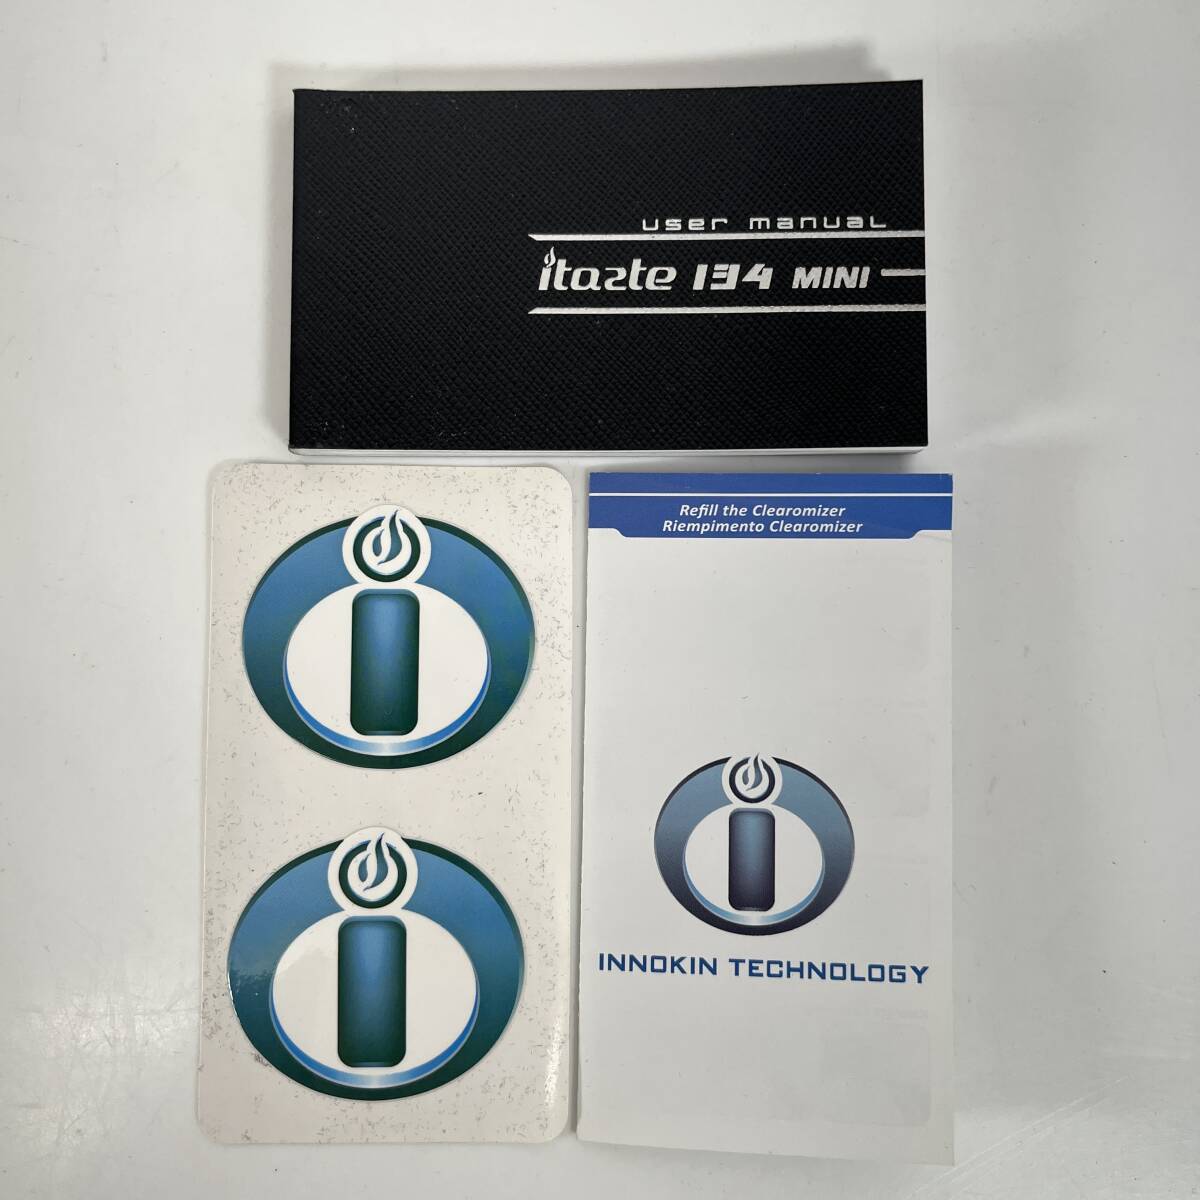 user manual
itaste 134 MINI
Refill the Clearomizer
Riempimento Clearomizer
INNOKIN TECHNOLOGY